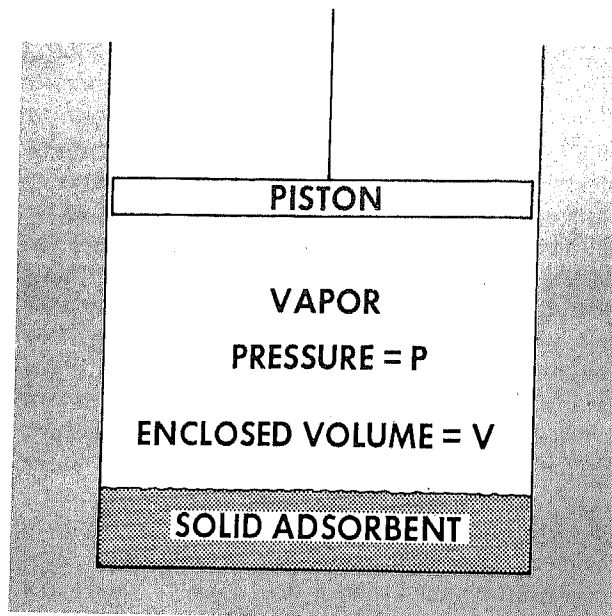 PISTON
VAPOR
PRESSURE = P
ENCLOSED VOLUME = V
SOLID ADSORBENT